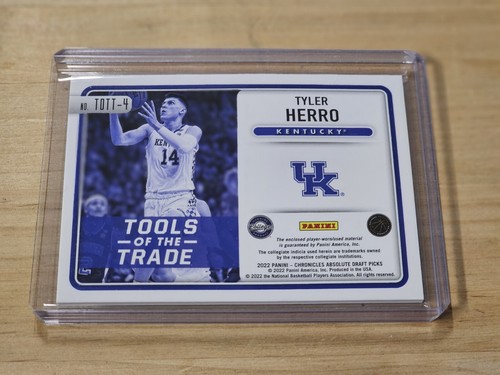 NO. TOTT-4
TYLER
HERRO
KENTUCKY
UK
KEN
14
TOOLS
OF THE
TRADE
PANINI
The enclosed player-worn/used material
is guaranteed by Panini America, Inc.
The collegiate indicia used herein are trademarks owned
by the respective collegiate institutions.
2022 PANINI - CHRONICLES ABSOLUTE DRAFT PICKS
© 2022 Panini America, Inc. Produced in the USA.
© 2022 the National Basketball Players Association. All rights reserved.